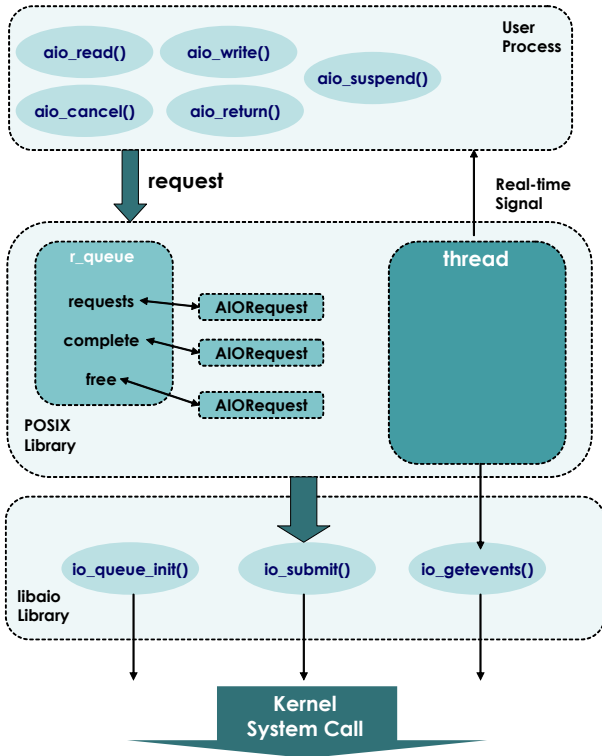 User
Process
aio_read()
aio_write()
aio_suspend()
aio_cancel()
aio_return()
request
Real-time
Signal
r_queue
thread
requests
AIORequest
complete
AIORequest
free
AIORequest
POSIX
Library
io_queue_init()
io_submit()
io_getevents()
libaio
Library
Kernel
System Call